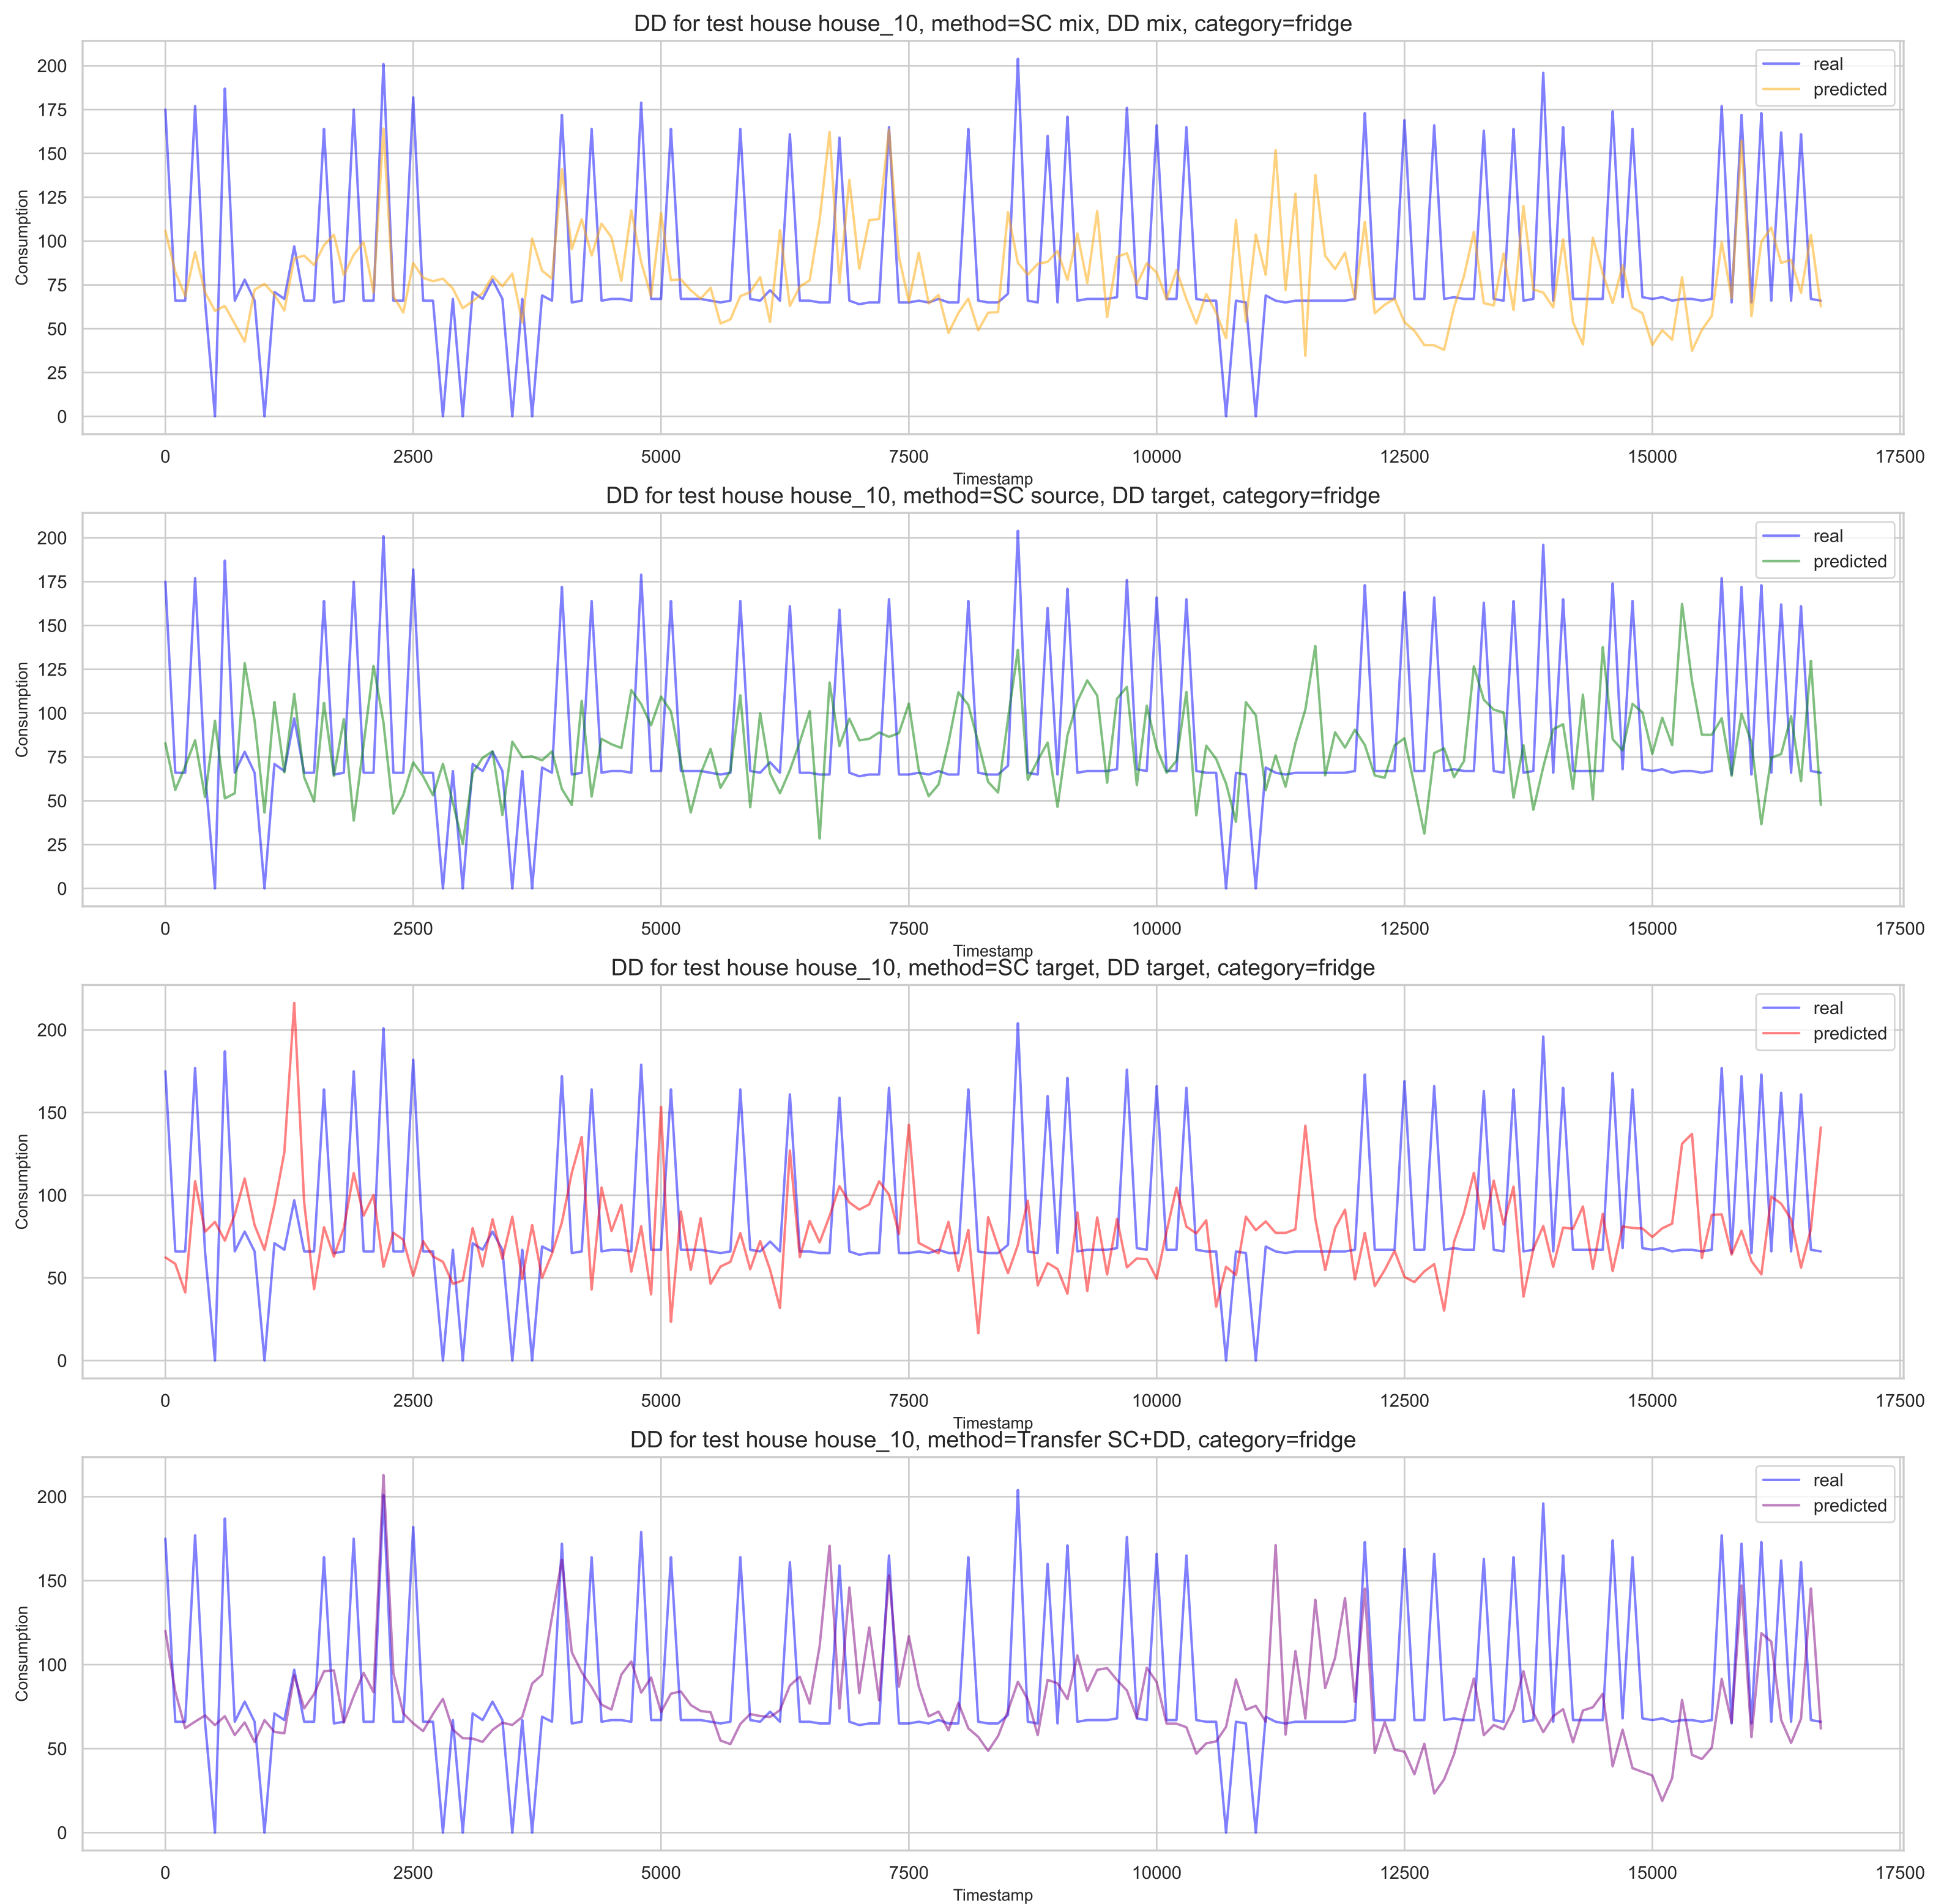 DD for test house house_10, method=SC mix, DD mix, category=fridge
real
predicted
200
175
150
125
100
75
50
25
0
Consumption
0 2500 5000 7500 10000 12500 15000 17500
Timestamp
DD for test house house_10, method=SC source, DD target, category=fridge
real
predicted
200
175
150
125
100
75
50
25
0
Consumption
0 2500 5000 7500 10000 12500 15000 17500
Timestamp
DD for test house house_10, method=SC target, DD target, category=fridge
real
predicted
200
150
100
50
0
Consumption
0 2500 5000 7500 10000 12500 15000 17500
Timestamp
DD for test house house_10, method=Transfer SC+DD, category=fridge
real
predicted
200
150
100
50
0
Consumption
0 2500 5000 7500 10000 12500 15000 17500
Timestamp